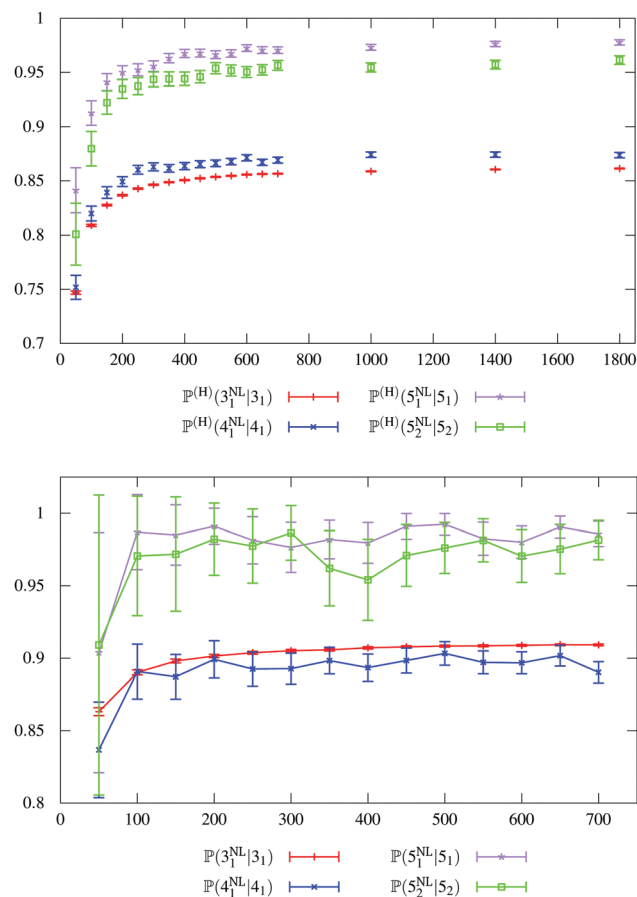 1
0.95
0.9
0.85
0.8
0.75
0.7
0 200 400 600 800 1000 1200 1400 1600 1800
ℙ⁽ᴴ⁾(3₁ᴺᴸ|3₁) ℙ⁽ᴴ⁾(5₁ᴺᴸ|5₁)
ℙ⁽ᴴ⁾(4₁ᴺᴸ|4₁) ℙ⁽ᴴ⁾(5₂ᴺᴸ|5₂)
1
0.95
0.9
0.85
0.8
0 100 200 300 400 500 600 700
ℙ(3₁ᴺᴸ|3₁) ℙ(5₁ᴺᴸ|5₁)
ℙ(4₁ᴺᴸ|4₁) ℙ(5₂ᴺᴸ|5₂)